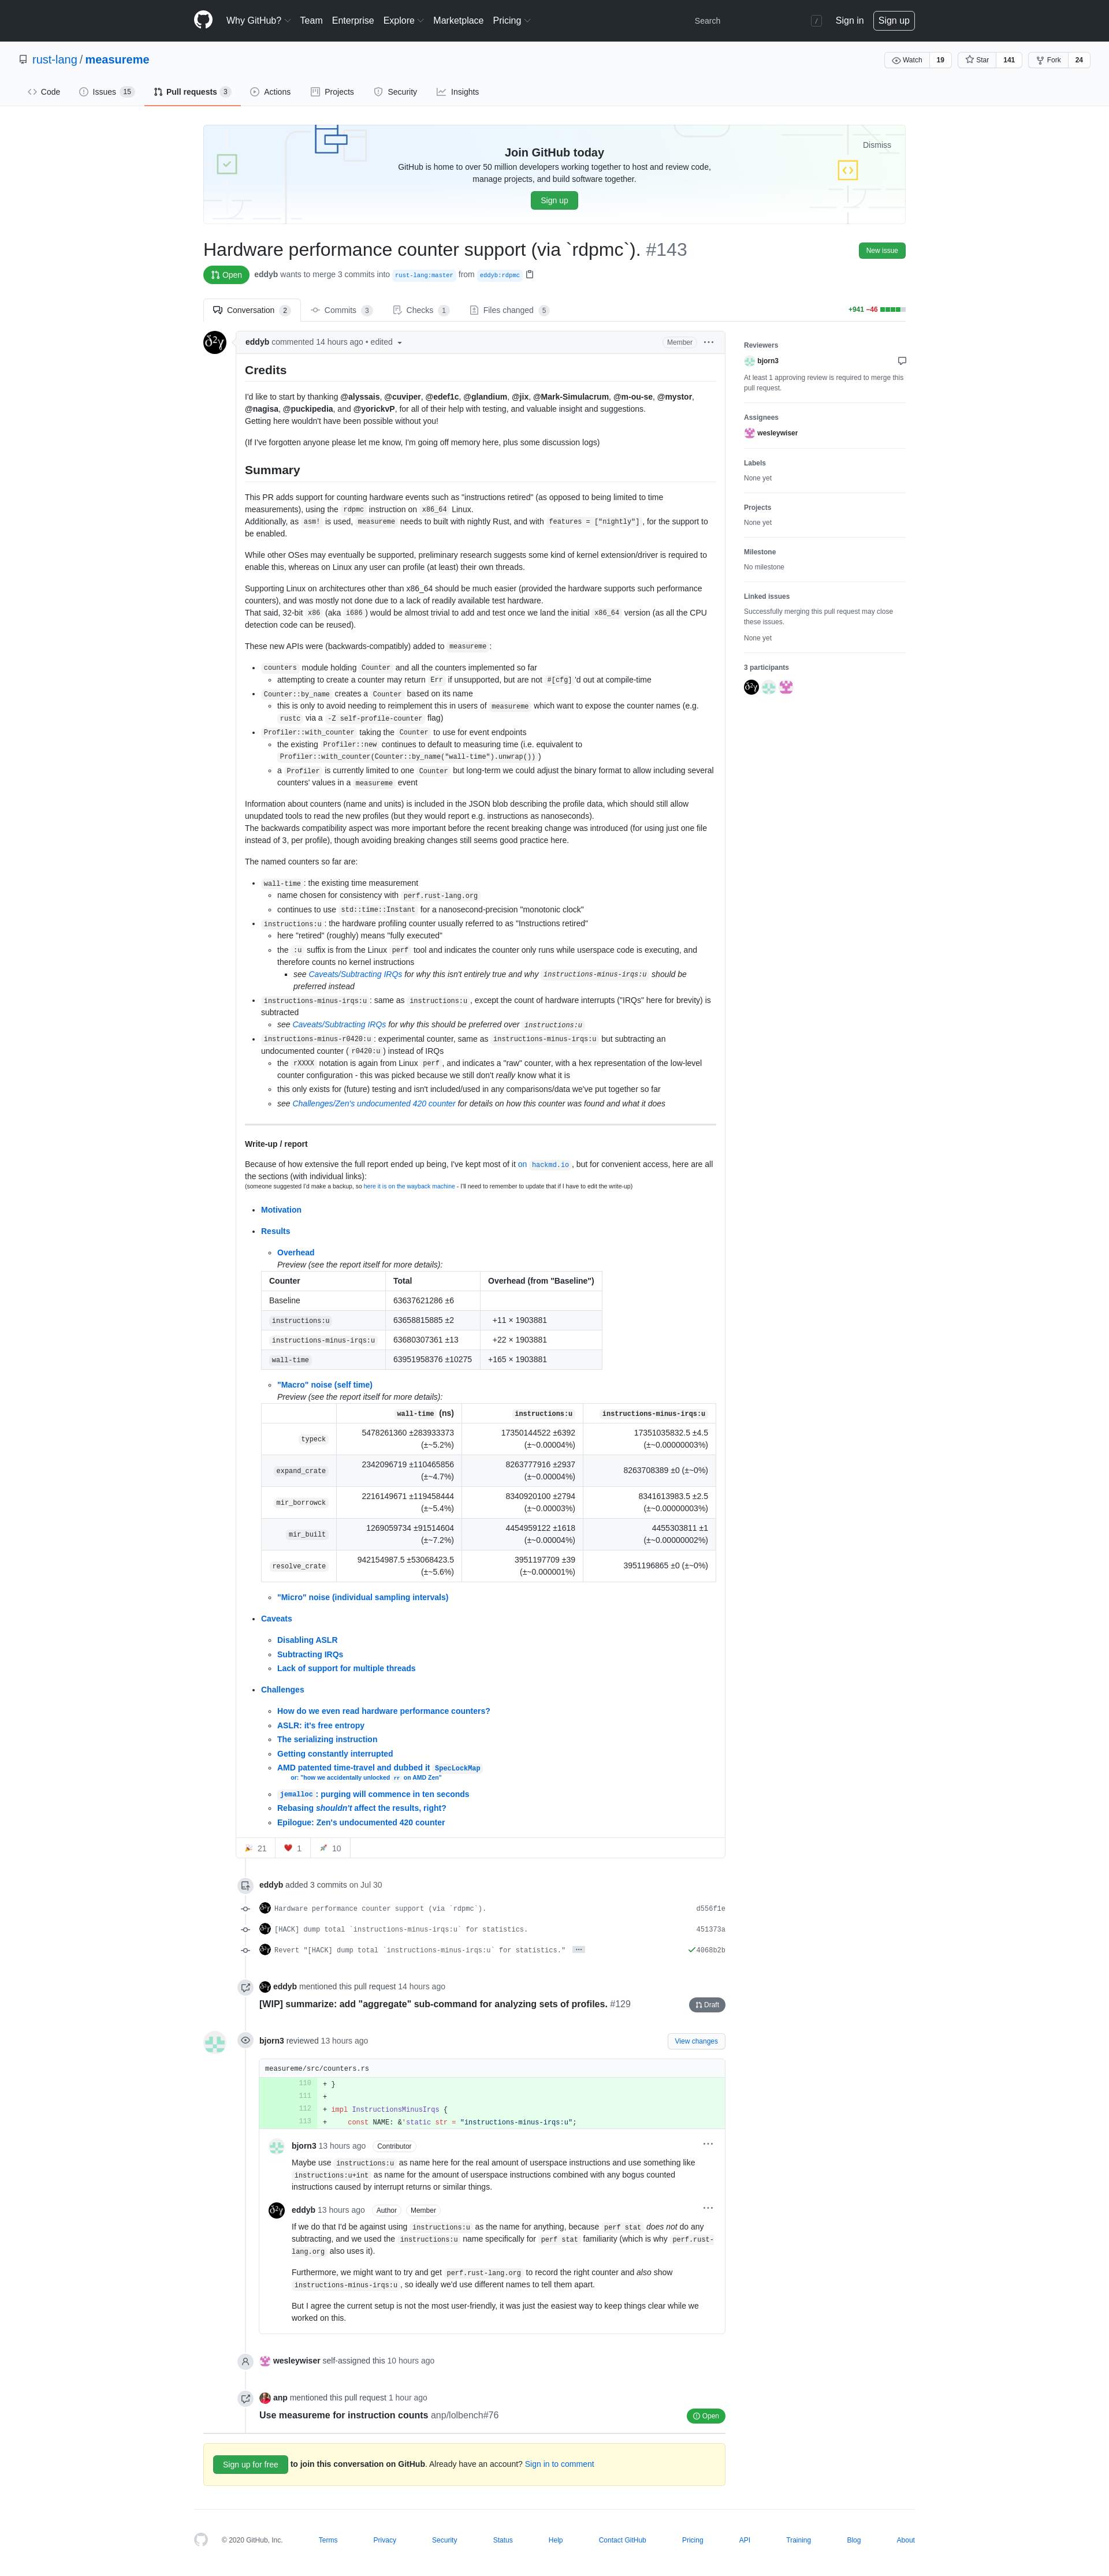 Why GitHub? Team Enterprise Explore Marketplace Pricing Search / Sign in Sign up
rust-lang / measureme Watch 19 Star 141 Fork 24
Code Issues 15 Pull requests 3 Actions Projects Security Insights
Dismiss
Join GitHub today
GitHub is home to over 50 million developers working together to host and review code,
manage projects, and build software together.
Sign up
Hardware performance counter support (via `rdpmc`). #143 New issue
Open eddyb wants to merge 3 commits into rust-lang:master from eddyb:rdpmc
Conversation 2 Commits 3 Checks 1 Files changed 5 +941 −46
eddyb commented 14 hours ago • edited Member
Credits
I'd like to start by thanking @alyssais, @cuviper, @edef1c, @glandium, @jix, @Mark-Simulacrum, @m-ou-se, @mystor,
@nagisa, @puckipedia, and @yorickvP, for all of their help with testing, and valuable insight and suggestions.
Getting here wouldn't have been possible without you!
(If I've forgotten anyone please let me know, I'm going off memory here, plus some discussion logs)
Summary
This PR adds support for counting hardware events such as "instructions retired" (as opposed to being limited to time
measurements), using the rdpmc instruction on x86_64 Linux.
Additionally, as asm! is used, measureme needs to built with nightly Rust, and with features = ["nightly"], for the support to
be enabled.
While other OSes may eventually be supported, preliminary research suggests some kind of kernel extension/driver is required to
enable this, whereas on Linux any user can profile (at least) their own threads.
Supporting Linux on architectures other than x86_64 should be much easier (provided the hardware supports such performance
counters), and was mostly not done due to a lack of readily available test hardware.
That said, 32-bit x86 (aka i686) would be almost trivial to add and test once we land the initial x86_64 version (as all the CPU
detection code can be reused).
These new APIs were (backwards-compatibly) added to measureme:
counters module holding Counter and all the counters implemented so far
attempting to create a counter may return Err if unsupported, but are not #[cfg]'d out at compile-time
Counter::by_name creates a Counter based on its name
this is only to avoid needing to reimplement this in users of measureme which want to expose the counter names (e.g.
rustc via a -Z self-profile-counter flag)
Profiler::with_counter taking the Counter to use for event endpoints
the existing Profiler::new continues to default to measuring time (i.e. equivalent to
Profiler::with_counter(Counter::by_name("wall-time").unwrap()))
a Profiler is currently limited to one Counter but long-term we could adjust the binary format to allow including several
counters' values in a measureme event
Information about counters (name and units) is included in the JSON blob describing the profile data, which should still allow
unupdated tools to read the new profiles (but they would report e.g. instructions as nanoseconds).
The backwards compatibility aspect was more important before the recent breaking change was introduced (for using just one file
instead of 3, per profile), though avoiding breaking changes still seems good practice here.
The named counters so far are:
wall-time: the existing time measurement
name chosen for consistency with perf.rust-lang.org
continues to use std::time::Instant for a nanosecond-precision "monotonic clock"
instructions:u: the hardware profiling counter usually referred to as "Instructions retired"
here "retired" (roughly) means "fully executed"
the :u suffix is from the Linux perf tool and indicates the counter only runs while userspace code is executing, and
therefore counts no kernel instructions
see Caveats/Subtracting IRQs for why this isn't entirely true and why instructions-minus-irqs:u should be
preferred instead
instructions-minus-irqs:u: same as instructions:u, except the count of hardware interrupts ("IRQs" here for brevity) is
subtracted
see Caveats/Subtracting IRQs for why this should be preferred over instructions:u
instructions-minus-r0420:u: experimental counter, same as instructions-minus-irqs:u but subtracting an
undocumented counter (r0420:u) instead of IRQs
the rXXXX notation is again from Linux perf, and indicates a "raw" counter, with a hex representation of the low-level
counter configuration - this was picked because we still don't really know what it is
this only exists for (future) testing and isn't included/used in any comparisons/data we've put together so far
see Challenges/Zen's undocumented 420 counter for details on how this counter was found and what it does
Write-up / report
Because of how extensive the full report ended up being, I've kept most of it on hackmd.io, but for convenient access, here are all
the sections (with individual links):
(someone suggested I'd make a backup, so here it is on the wayback machine - I'll need to remember to update that if I have to edit the write-up)
Motivation
Results
Overhead
Preview (see the report itself for more details):
Counter Total Overhead (from "Baseline")
Baseline 63637621286 ±6
instructions:u 63658815885 ±2 +11 × 1903881
instructions-minus-irqs:u 63680307361 ±13 +22 × 1903881
wall-time 63951958376 ±10275 +165 × 1903881
"Macro" noise (self time)
Preview (see the report itself for more details):
wall-time (ns) instructions:u instructions-minus-irqs:u
typeck 5478261360 ±283933373 (±~5.2%) 17350144522 ±6392 (±~0.00004%) 17351035832.5 ±4.5 (±~0.00000003%)
expand_crate 2342096719 ±110465856 (±~4.7%) 8263777916 ±2937 (±~0.00004%) 8263708389 ±0 (±~0%)
mir_borrowck 2216149671 ±119458444 (±~5.4%) 8340920100 ±2794 (±~0.00003%) 8341613983.5 ±2.5 (±~0.00000003%)
mir_built 1269059734 ±91514604 (±~7.2%) 4454959122 ±1618 (±~0.00004%) 4455303811 ±1 (±~0.00000002%)
resolve_crate 942154987.5 ±53068423.5 (±~5.6%) 3951197709 ±39 (±~0.000001%) 3951196865 ±0 (±~0%)
"Micro" noise (individual sampling intervals)
Caveats
Disabling ASLR
Subtracting IRQs
Lack of support for multiple threads
Challenges
How do we even read hardware performance counters?
ASLR: it's free entropy
The serializing instruction
Getting constantly interrupted
AMD patented time-travel and dubbed it SpecLockMap
or: "how we accidentally unlocked rr on AMD Zen"
jemalloc: purging will commence in ten seconds
Rebasing shouldn't affect the results, right?
Epilogue: Zen's undocumented 420 counter
21 1 10
eddyb added 3 commits on Jul 30
Hardware performance counter support (via `rdpmc`). d556f1e
[HACK] dump total `instructions-minus-irqs:u` for statistics. 451373a
Revert "[HACK] dump total `instructions-minus-irqs:u` for statistics." … 4068b2b
eddyb mentioned this pull request 14 hours ago
[WIP] summarize: add "aggregate" sub-command for analyzing sets of profiles. #129 Draft
bjorn3 reviewed 13 hours ago View changes
measureme/src/counters.rs
110 + }
111 +
112 + impl InstructionsMinusIrqs {
113 + const NAME: &'static str = "instructions-minus-irqs:u";
bjorn3 13 hours ago Contributor
Maybe use instructions:u as name here for the real amount of userspace instructions and use something like
instructions:u+int as name for the amount of userspace instructions combined with any bogus counted
instructions caused by interrupt returns or similar things.
eddyb 13 hours ago Author Member
If we do that I'd be against using instructions:u as the name for anything, because perf stat does not do any
subtracting, and we used the instructions:u name specifically for perf stat familiarity (which is why perf.rust-
lang.org also uses it).
Furthermore, we might want to try and get perf.rust-lang.org to record the right counter and also show
instructions-minus-irqs:u, so ideally we'd use different names to tell them apart.
But I agree the current setup is not the most user-friendly, it was just the easiest way to keep things clear while we
worked on this.
wesleywiser self-assigned this 10 hours ago
anp mentioned this pull request 1 hour ago
Use measureme for instruction counts anp/lolbench#76 Open
Sign up for free to join this conversation on GitHub. Already have an account? Sign in to comment
Reviewers
bjorn3
At least 1 approving review is required to merge this
pull request.
Assignees
wesleywiser
Labels
None yet
Projects
None yet
Milestone
No milestone
Linked issues
Successfully merging this pull request may close
these issues.
None yet
3 participants
© 2020 GitHub, Inc. Terms Privacy Security Status Help Contact GitHub Pricing API Training Blog About